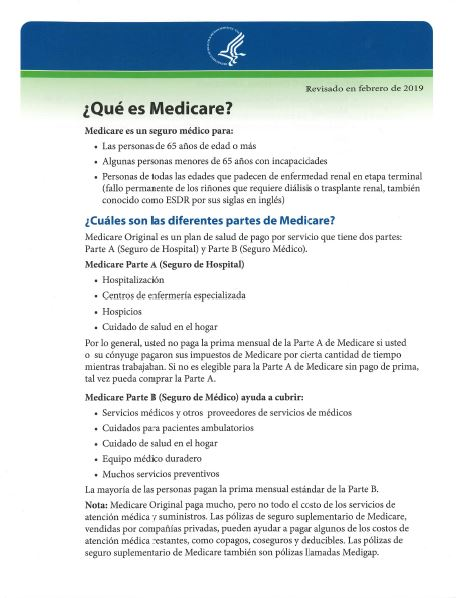 Revisado en febrero de 2019
¿Qué es Medicare?
Medicare es un seguro médico para:
• Las personas de 65 años de edad o más
• Algunas personas menores de 65 años con incapacidades
• Personas de todas las edades que padecen de enfermedad renal en etapa terminal
(fallo permanente de los riñones que requiere diálisis o trasplante renal, también
conocido como ESDR por sus siglas en inglés)
¿Cuáles son las diferentes partes de Medicare?
Medicare Original es un plan de salud de pago por servicio que tiene dos partes:
Parte A (Seguro de Hospital) y Parte B (Seguro Médico).
Medicare Parte A (Seguro de Hospital)
• Hospitalización
• Centros de enfermería especializada
• Hospicios
• Cuidado de salud en el hogar
Por lo general, usted no paga la prima mensual de la Parte A de Medicare si usted
o su cónyuge pagaron sus impuestos de Medicare por cierta cantidad de tiempo
mientras trabajaban. Si no es elegible para la Parte A de Medicare sin pago de prima,
tal vez pueda comprar la Parte A.
Medicare Parte B (Seguro de Médico) ayuda a cubrir:
• Servicios médicos y otros proveedores de servicios de médicos
• Cuidados para pacientes ambulatorios
• Cuidado de salud en el hogar
• Equipo médico duradero
• Muchos servicios preventivos
La mayoría de las personas pagan la prima mensual estándar de la Parte B.
Nota: Medicare Original paga mucho, pero no todo el costo de los servicios de
atención médica y suministros. Las pólizas de seguro suplementario de Medicare,
vendidas por compañías privadas, pueden ayudar a pagar algunos de los costos de
atención médica restantes, como copagos, coseguros y deducibles. Las pólizas de
seguro suplementario de Medicare también son pólizas llamadas Medigap.